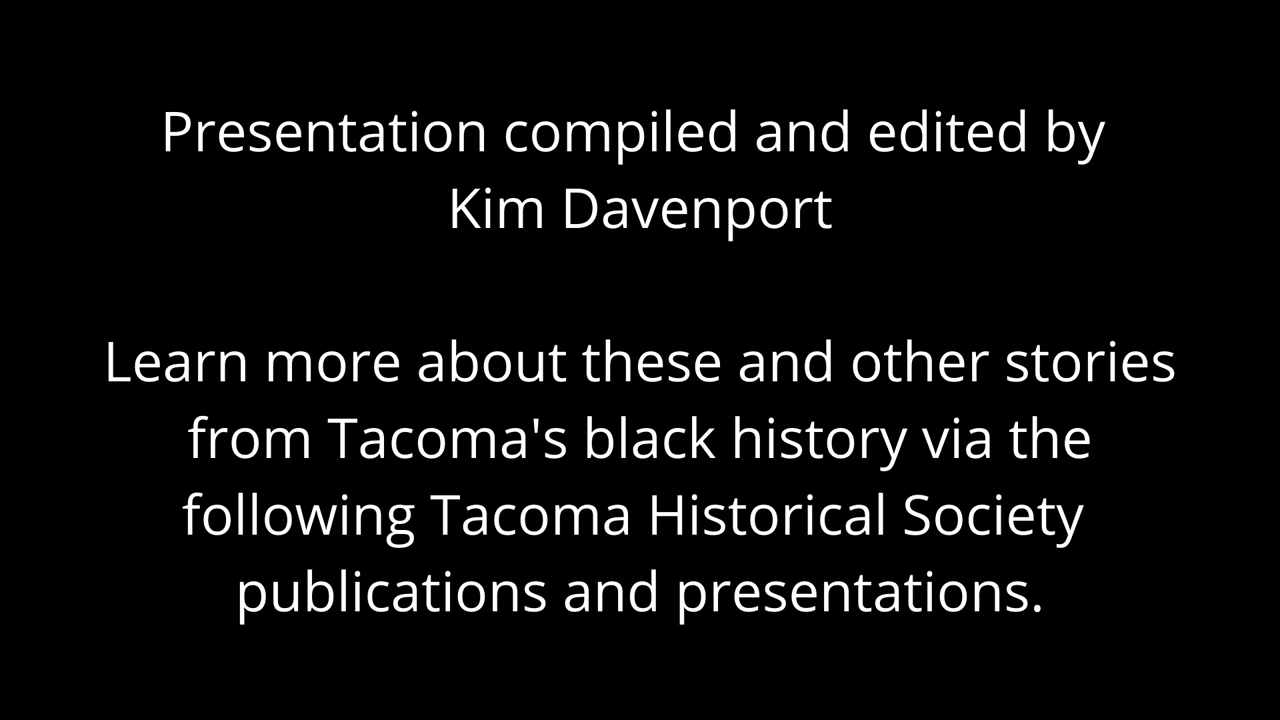 Presentation compiled and edited by
Kim Davenport
Learn more about these and other stories
from Tacoma's black history via the
following Tacoma Historical Society
publications and presentations.